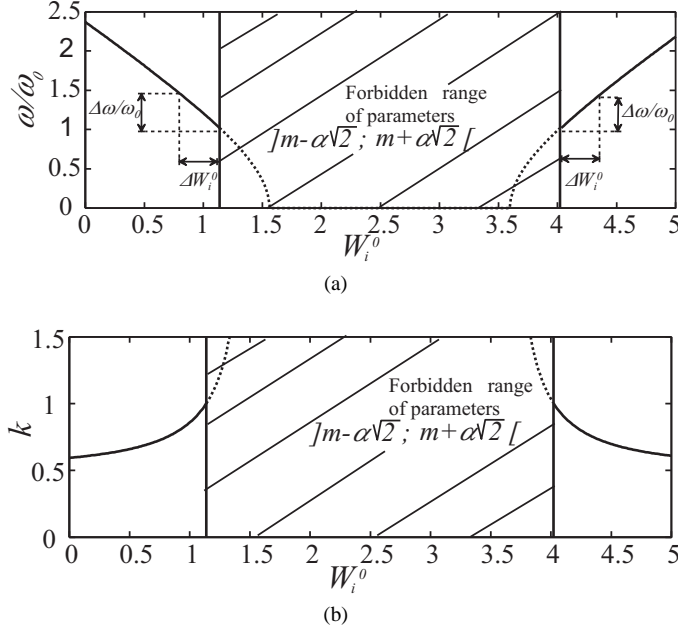 2.5
2
1.5
1
0.5
0
ω/ω₀
Δω/ω₀
ΔWᵢ⁰
Forbidden range
of parameters
]m-α√2 ; m+α√2 [
Δω/ω₀
ΔWᵢ⁰
0 0.5 1 1.5 2 2.5 3 3.5 4 4.5 5
Wᵢ⁰
(a)
1.5
1
0.5
0
k
Forbidden range
of parameters
]m-α√2 ; m+α√2 [
0 0.5 1 1.5 2 2.5 3 3.5 4 4.5 5
Wᵢ⁰
(b)